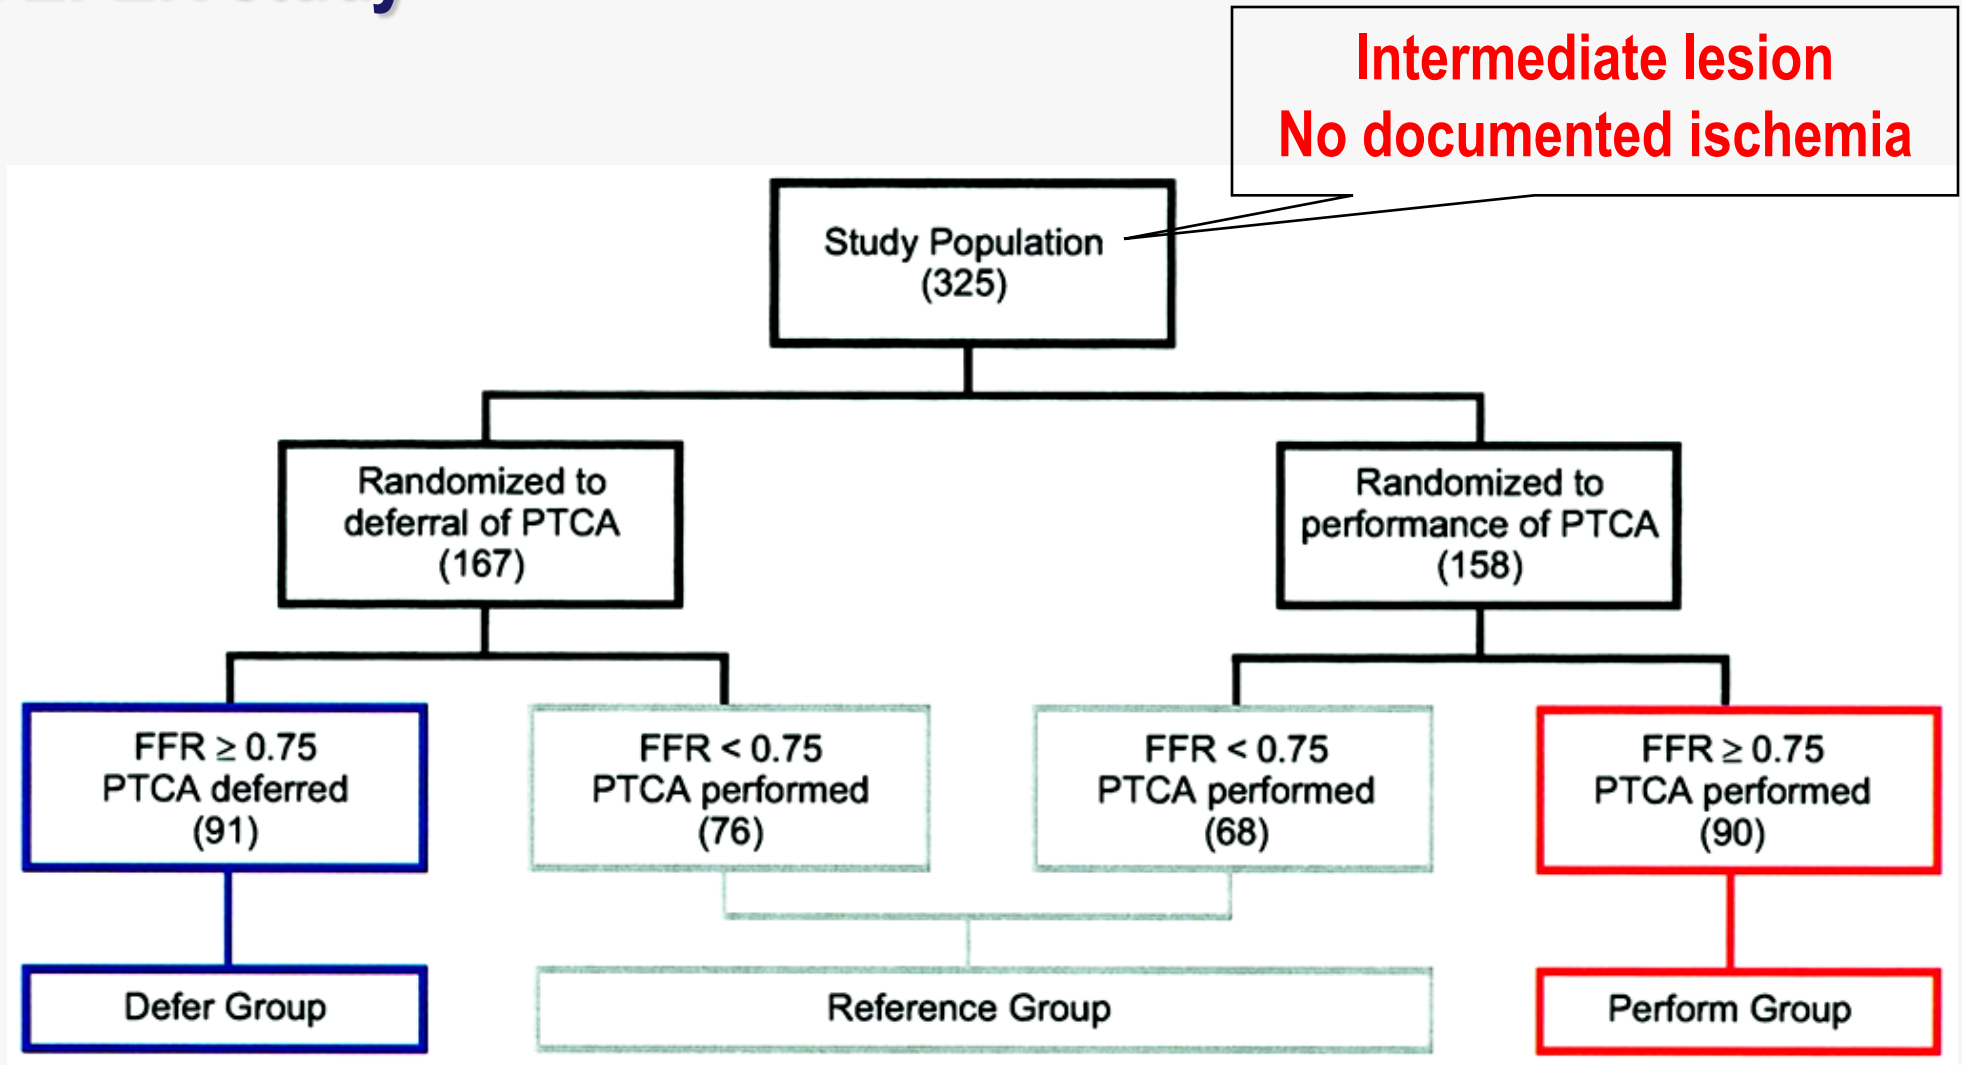 study
Intermediate lesion
No documented ischemia
Study Population
(325)
Randomized to
deferral of PTCA
(167)
Randomized to
performance of PTCA
(158)
FFR ≥ 0.75
PTCA deferred
(91)
FFR < 0.75
PTCA performed
(76)
FFR < 0.75
PTCA performed
(68)
FFR ≥ 0.75
PTCA performed
(90)
Defer Group
Reference Group
Perform Group